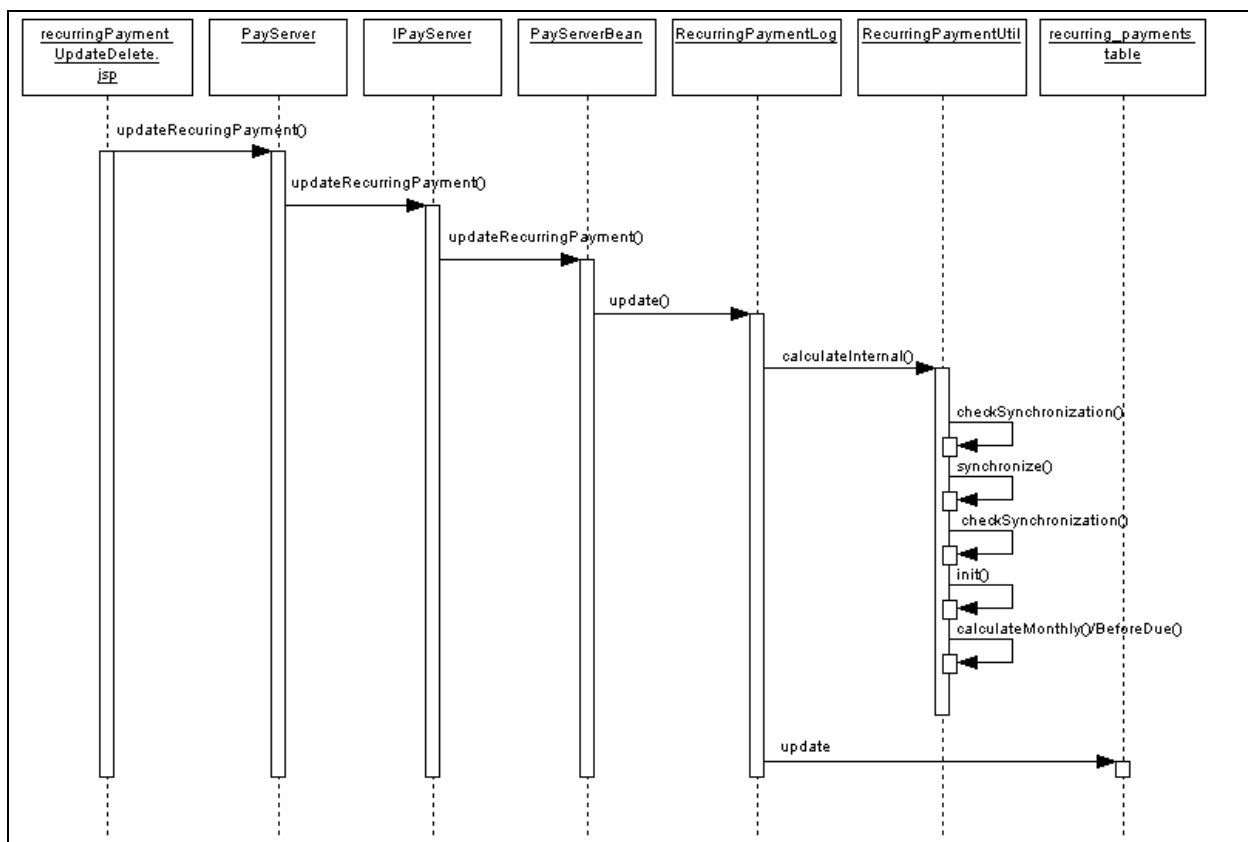 recurringPayment
UpdateDelete.
jsp
PayServer
IPayServer
PayServerBean
RecurringPaymentLog
RecurringPaymentUtil
recurring_payments
table
updateRecuringPayment()
updateRecurringPayment()
updateRecurringPayment()
update()
calculateInternal()
checkSynchronization()
synchronize()
checkSynchronization()
init()
calculateMonthly()/BeforeDue()
update